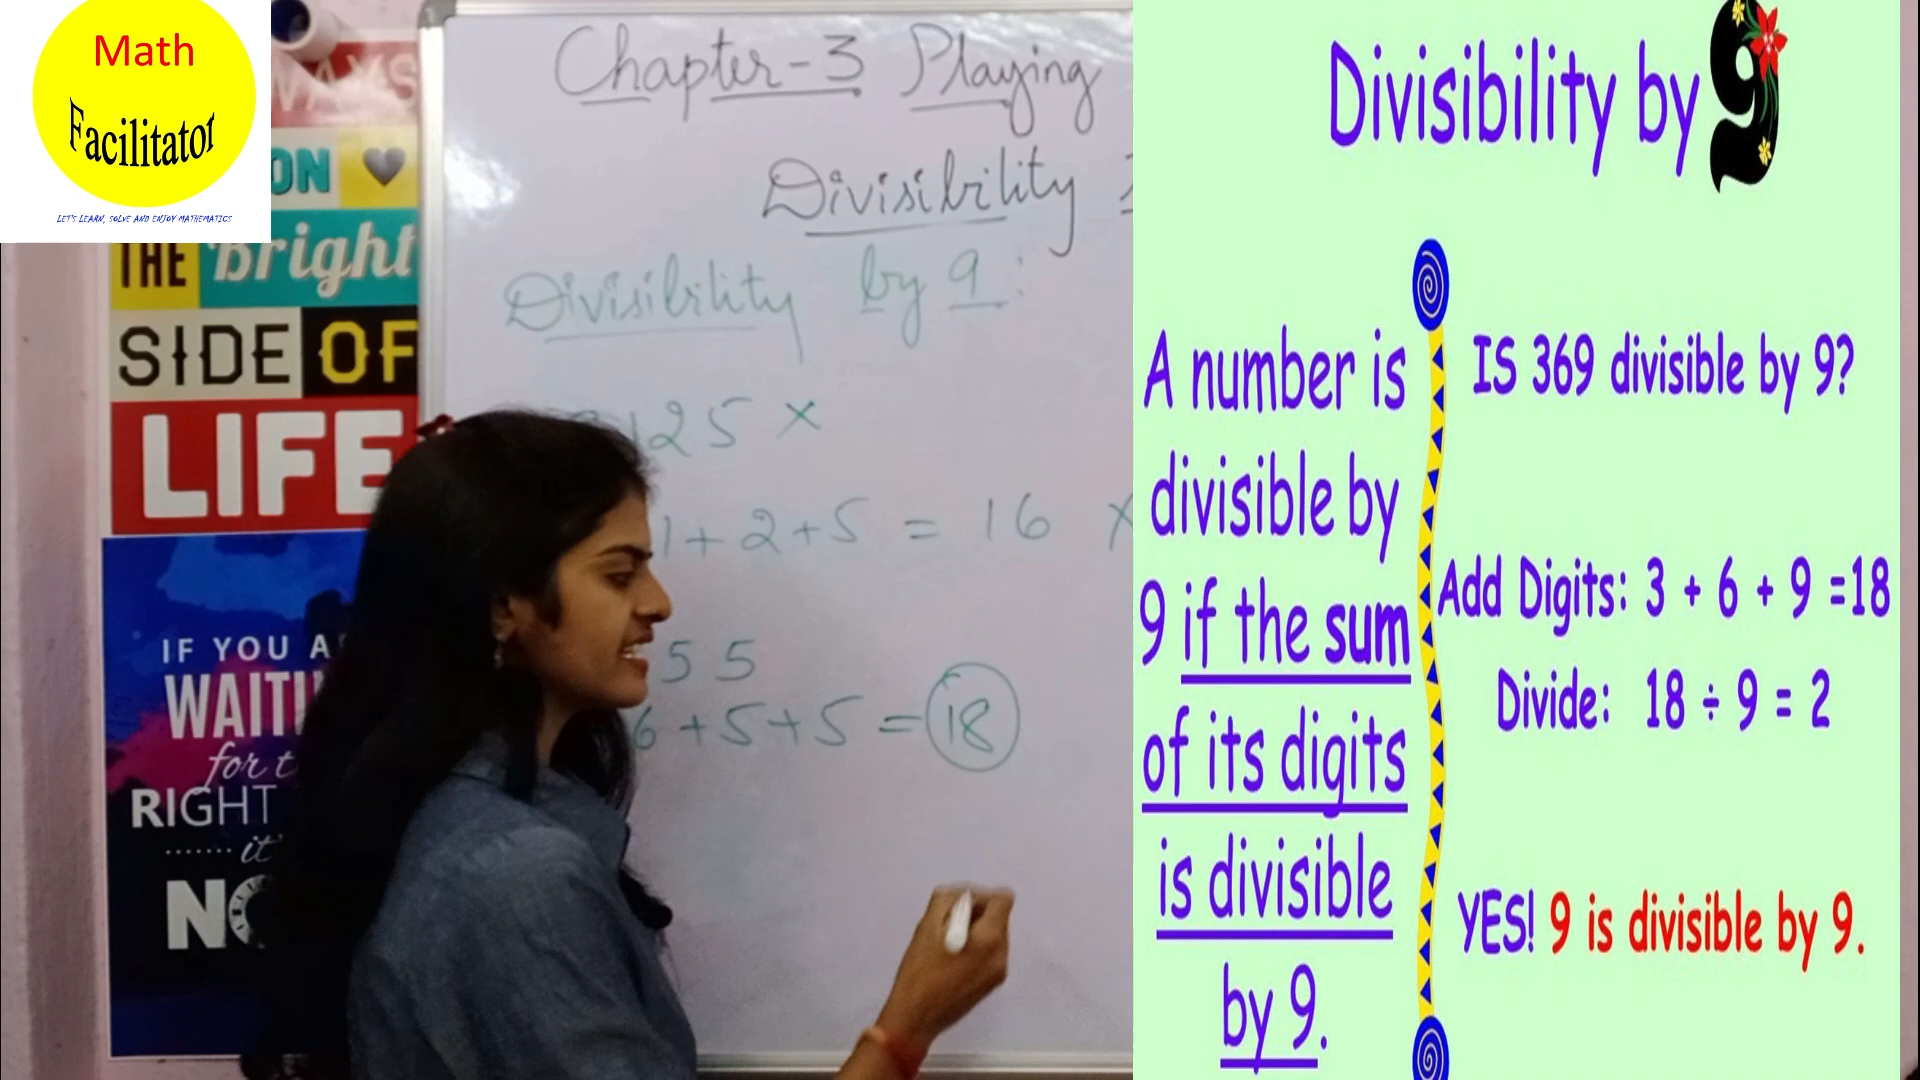 Math
Facilitator
LET'S LEARN, SOLVE AND ENJOY MATHEMATICS
ON
THE Bright
SIDE OF
LIFE
IF YOU
WAITI
for
RIGHT
it'
NO
Chapter-3 Playing
Divisibility
Divisibility by 9:
125 ×
1+2+5 = 16 ×
55
6+5+5 = 18
Divisibility by 9
A number is
divisible by
9 if the sum
of its digits
is divisible
by 9.
IS 369 divisible by 9?
Add Digits: 3 + 6 + 9 =18
Divide: 18 ÷ 9 = 2
YES! 9 is divisible by 9.